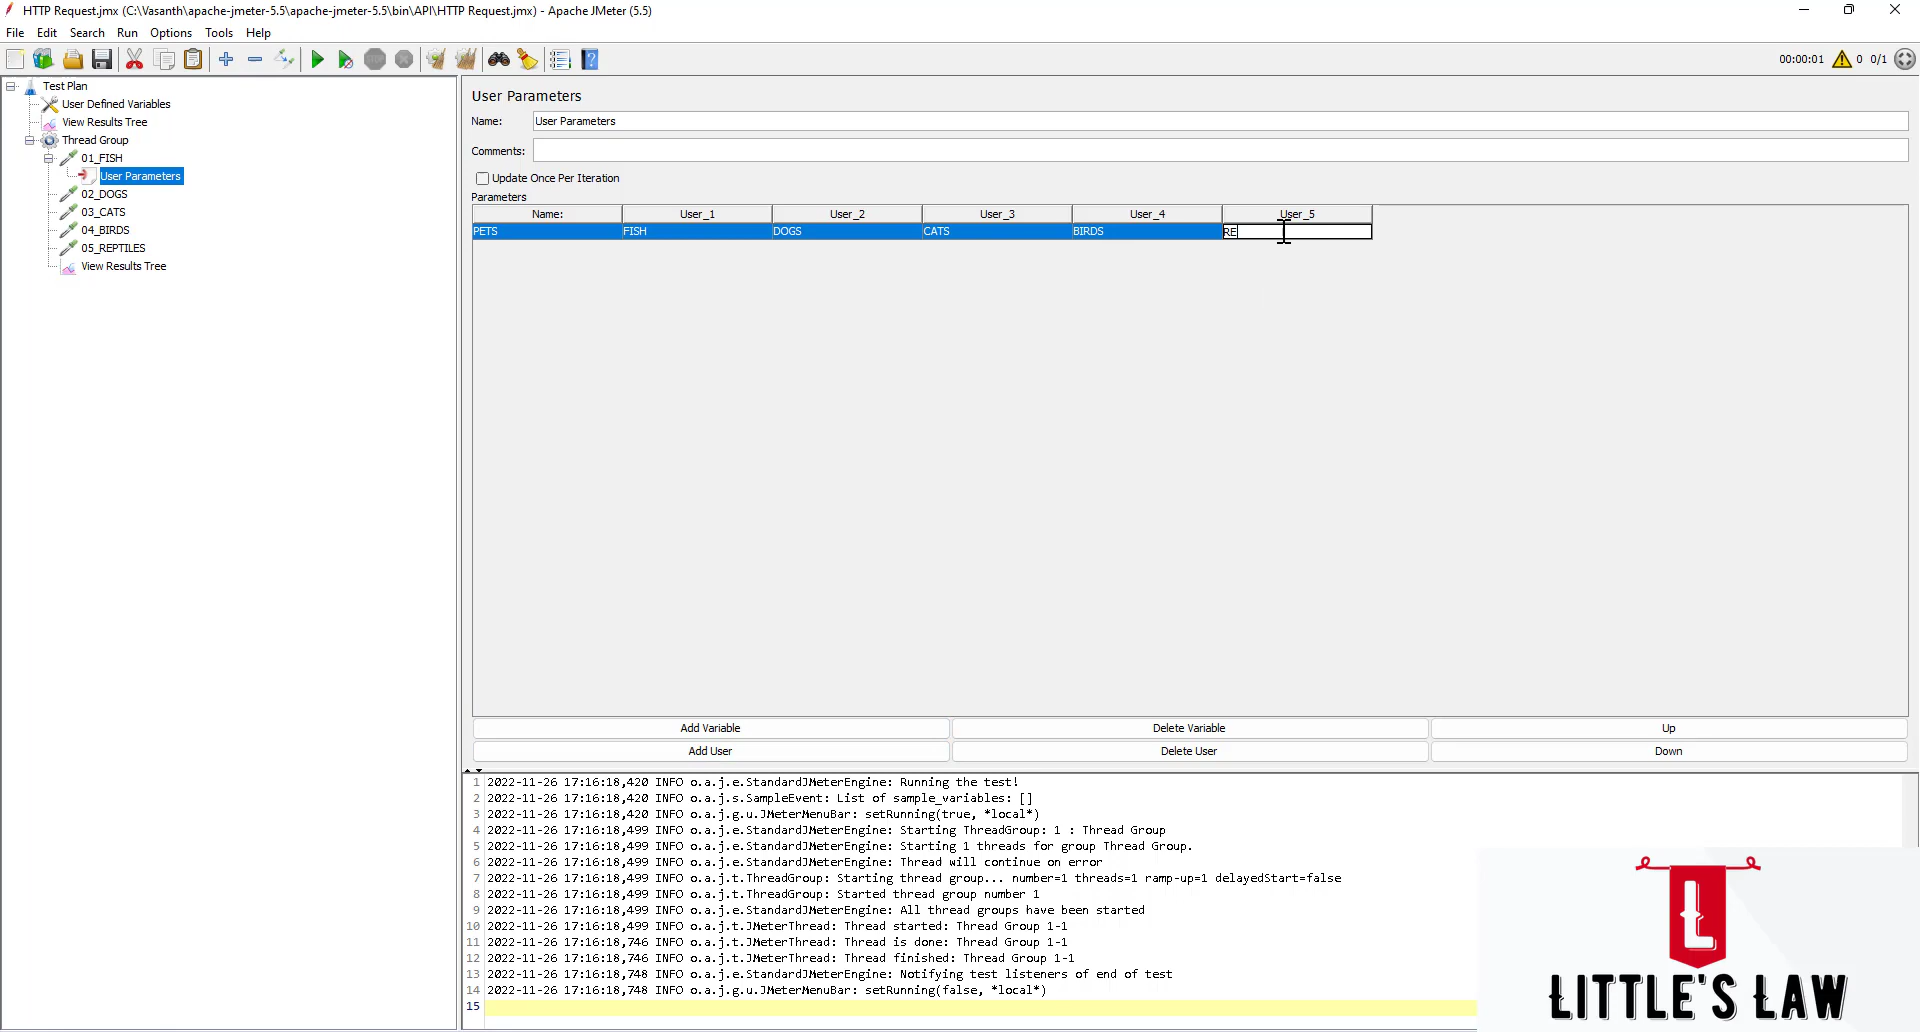 HTTP Request.jmx (C:\Vasanth\apache-jmeter-5.5\apache-jmeter-5.5\bin\API\HTTP Request.jmx) - Apache JMeter (5.5)
File Edit Search Run Options Tools Help
00:00:01 0 0/1
Test Plan
User Defined Variables
View Results Tree
Thread Group
01_FISH
User Parameters
02_DOGS
03_CATS
04_BIRDS
05_REPTILES
View Results Tree
User Parameters
Name: User Parameters
Comments:
Update Once Per Iteration
Parameters
Name: User_1 User_2 User_3 User_4 User_5
PETS FISH DOGS CATS BIRDS RE
Add Variable Delete Variable Up
Add User Delete User Down
1 2022-11-26 17:16:18,420 INFO o.a.j.e.StandardJMeterEngine: Running the test!
2 2022-11-26 17:16:18,420 INFO o.a.j.s.SampleEvent: List of sample_variables: []
3 2022-11-26 17:16:18,420 INFO o.a.j.g.u.JMeterMenuBar: setRunning(true, *local*)
4 2022-11-26 17:16:18,499 INFO o.a.j.e.StandardJMeterEngine: Starting ThreadGroup: 1 : Thread Group
5 2022-11-26 17:16:18,499 INFO o.a.j.e.StandardJMeterEngine: Starting 1 threads for group Thread Group.
6 2022-11-26 17:16:18,499 INFO o.a.j.e.StandardJMeterEngine: Thread will continue on error
7 2022-11-26 17:16:18,499 INFO o.a.j.t.ThreadGroup: Starting thread group... number=1 threads=1 ramp-up=1 delayedStart=false
8 2022-11-26 17:16:18,499 INFO o.a.j.t.ThreadGroup: Started thread group number 1
9 2022-11-26 17:16:18,499 INFO o.a.j.e.StandardJMeterEngine: All thread groups have been started
10 2022-11-26 17:16:18,499 INFO o.a.j.t.JMeterThread: Thread started: Thread Group 1-1
11 2022-11-26 17:16:18,746 INFO o.a.j.t.JMeterThread: Thread is done: Thread Group 1-1
12 2022-11-26 17:16:18,746 INFO o.a.j.t.JMeterThread: Thread finished: Thread Group 1-1
13 2022-11-26 17:16:18,748 INFO o.a.j.e.StandardJMeterEngine: Notifying test listeners of end of test
14 2022-11-26 17:16:18,748 INFO o.a.j.g.u.JMeterMenuBar: setRunning(false, *local*)
15
L
LITTLE'S LAW